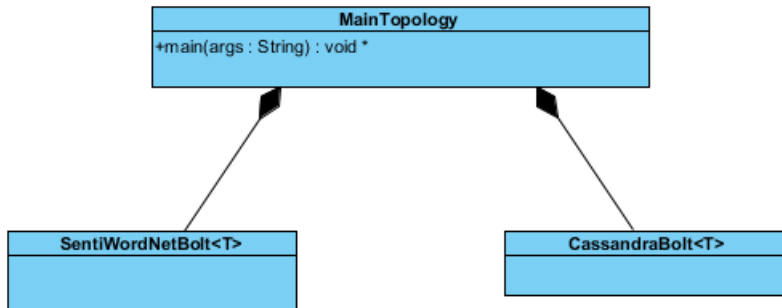 MainTopology
+main(args : String) : void *
SentiWordNetBolt<T>
CassandraBolt<T>